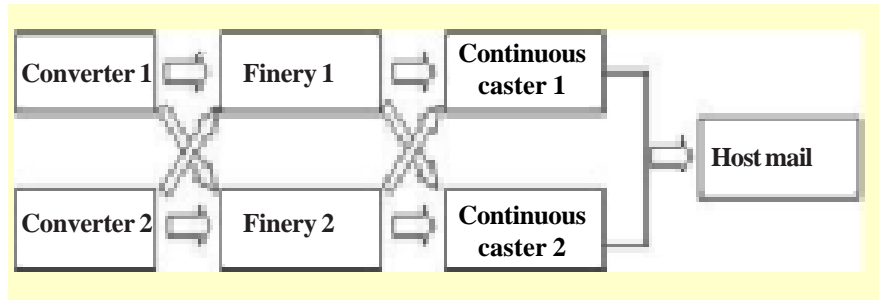 Converter 1
Finery 1
Continuous
caster 1
Host mail
Converter 2
Finery 2
Continuous
caster 2